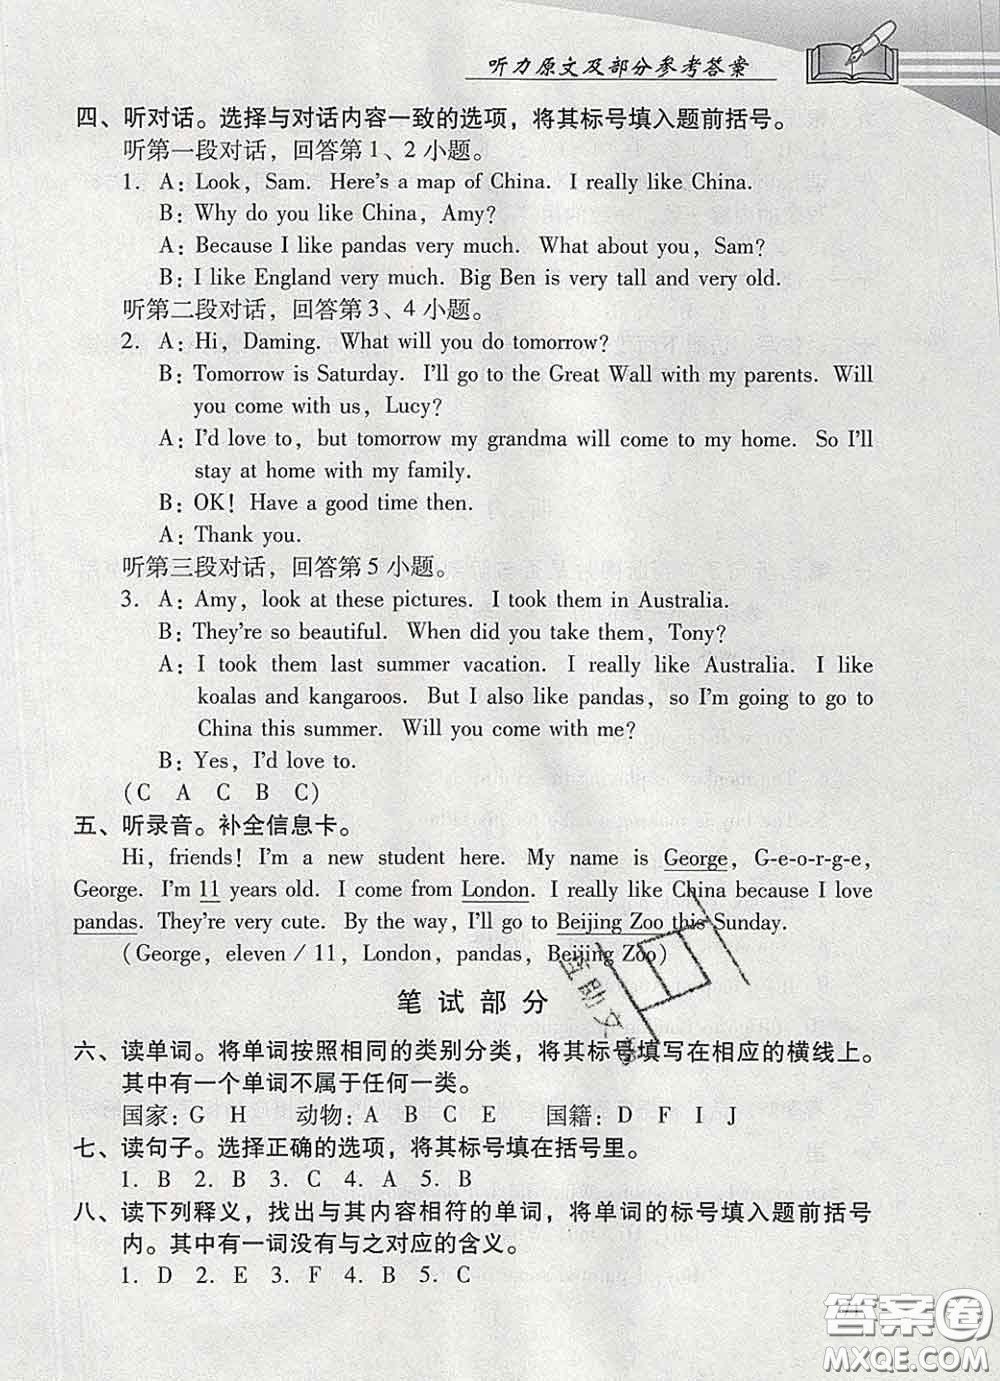 听力原文及部分参考答案
四、听对话。选择与对话内容一致的选项，将其标号填入题前括号。
听第一段对话，回答第 1、2 小题。
1. A: Look, Sam. Here's a map of China. I really like China.
B: Why do you like China, Amy?
A: Because I like pandas very much. What about you, Sam?
B: I like England very much. Big Ben is very tall and very old.
听第二段对话，回答第 3、4 小题。
2. A: Hi, Daming. What will you do tomorrow?
B: Tomorrow is Saturday. I'll go to the Great Wall with my parents. Will
you come with us, Lucy?
A: I'd love to, but tomorrow my grandma will come to my home. So I'll
stay at home with my family.
B: OK! Have a good time then.
A: Thank you.
听第三段对话，回答第 5 小题。
3. A: Amy, look at these pictures. I took them in Australia.
B: They're so beautiful. When did you take them, Tony?
A: I took them last summer vacation. I really like Australia. I like
koalas and kangaroos. But I also like pandas, so I'm going to go to
China this summer. Will you come with me?
B: Yes, I'd love to.
(C A C B C)
五、听录音。补全信息卡。
Hi, friends! I'm a new student here. My name is George, G-e-o-r-g-e,
George. I'm 11 years old. I come from London. I really like China because I love
pandas. They're very cute. By the way, I'll go to Beijing Zoo this Sunday.
(George, eleven / 11, London, pandas, Beijing Zoo)
笔试部分
六、读单词。将单词按照相同的类别分类，将其标号填写在相应的横线上。
其中有一个单词不属于任何一类。
国家：G H 动物：A B C E 国籍：D F I J
七、读句子。选择正确的选项，将其标号填在括号里。
1. B 2. B 3. C 4. A 5. B
八、读下列释义，找出与其内容相符的单词，将单词的标号填入题前括号
内。其中有一词没有与之对应的含义。
1. D 2. E 3. F 4. B 5. C
答案卷
MXQE.COM